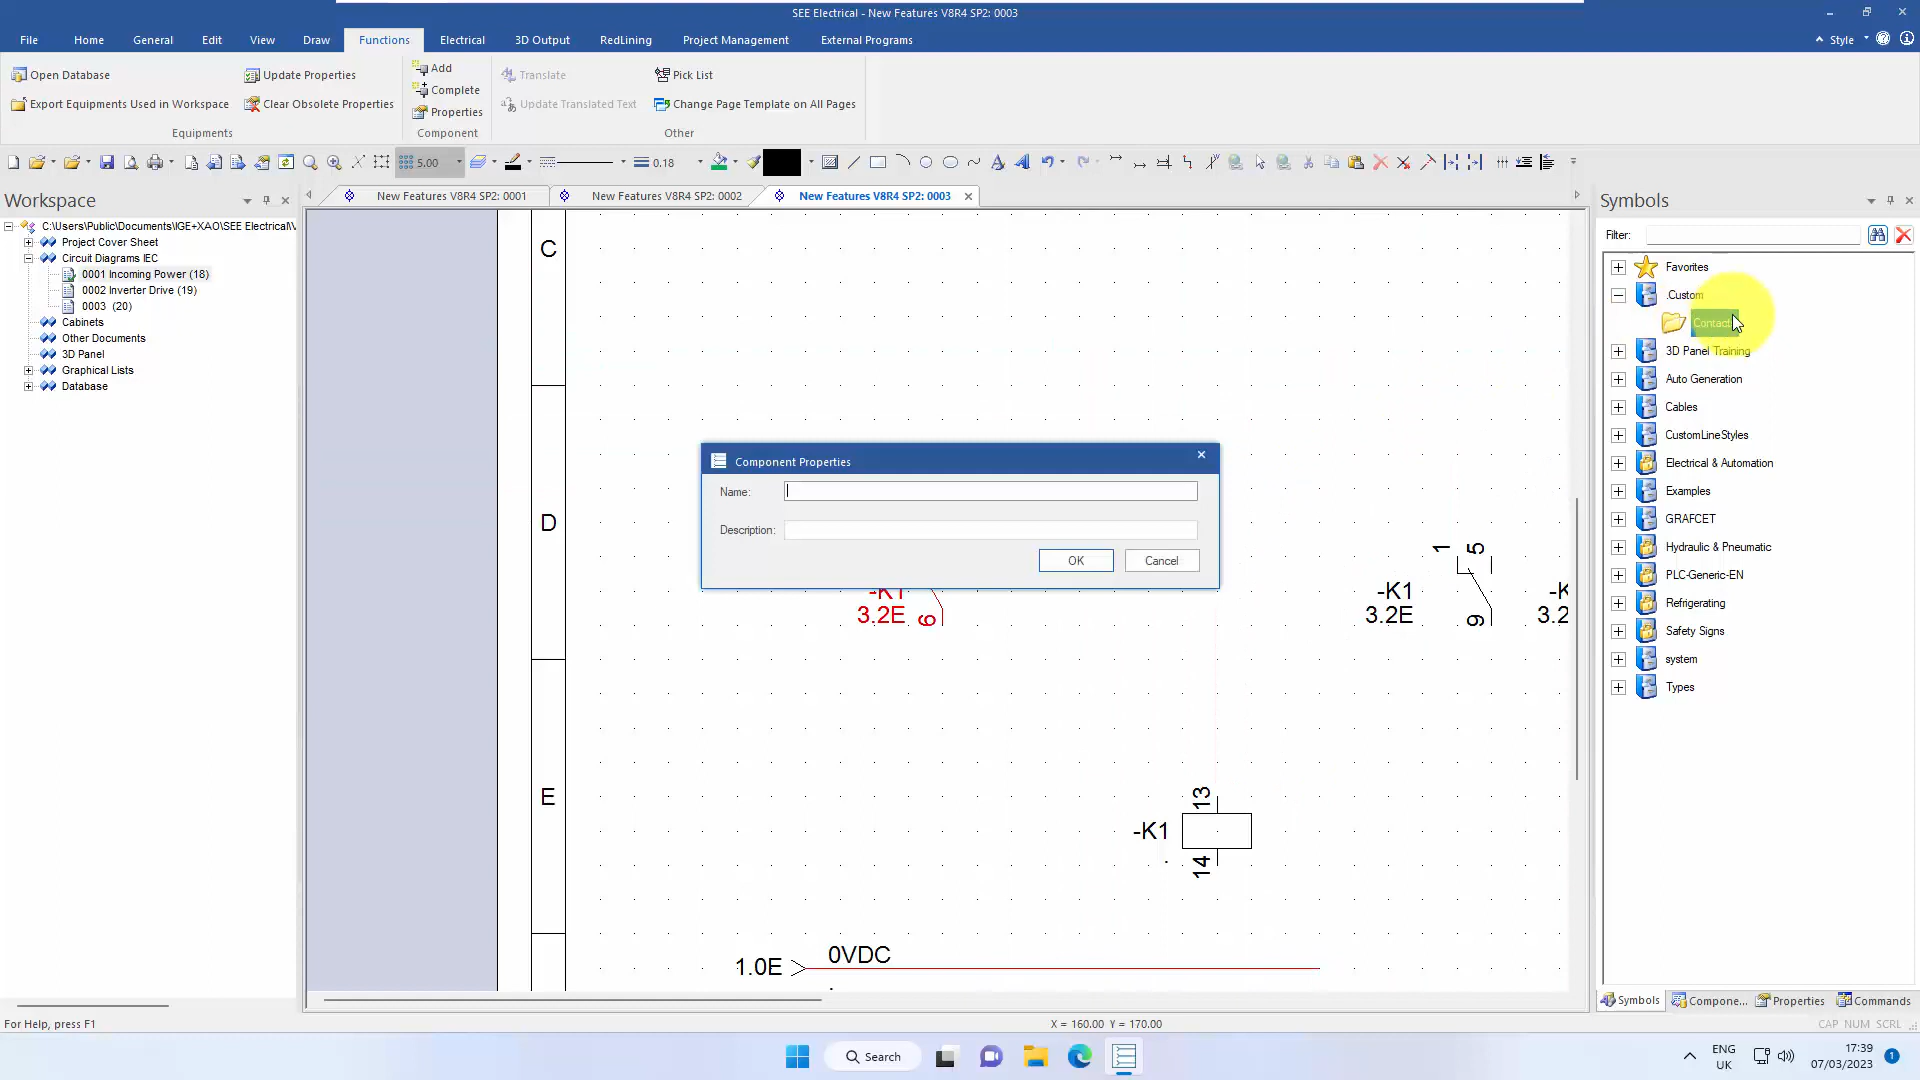 SEE Electrical - New Features V8R4 SP2: 0003
File Home General Edit View Draw Functions Electrical 3D Output RedLining Project Management External Programs Style
Open Database Update Properties Add Translate Pick List
Complete
Export Equipments Used in Workspace Clear Obsolete Properties Update Translated Text Change Page Template on All Pages
Properties
Equipments Component Other
5.00 0.18
Workspace
New Features V8R4 SP2: 0001 New Features V8R4 SP2: 0002 New Features V8R4 SP2: 0003
Symbols
C:\Users\Public\Documents\IGE+XAO\SEE Electrical\V
Project Cover Sheet
Circuit Diagrams IEC
0001 Incoming Power (18)
0002 Inverter Drive (19)
0003 (20)
Cabinets
Other Documents
3D Panel
Graphical Lists
Database
C
D
E
Component Properties
Name:
Description:
OK Cancel
-K1
3.2E 6
1 5
-K1
3.2E 9
-K
3.2
13
-K1
14
0VDC
1.0E
Filter:
Favorites
.Custom
Contact
3D Panel Training
Auto Generation
Cables
CustomLineStyles
Electrical & Automation
Examples
GRAFCET
Hydraulic & Pneumatic
PLC-Generic-EN
Refrigerating
Safety Signs
system
Types
Symbols Compone... Properties Commands
For Help, press F1
X = 160.00 Y = 170.00
CAP NUM SCRL
Search
ENG
UK
17:39
07/03/2023
1